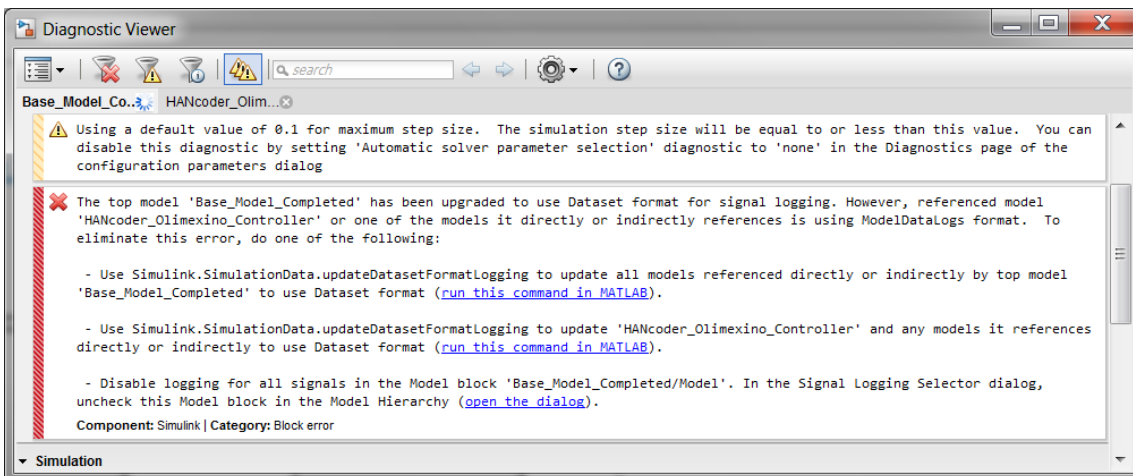 Diagnostic Viewer
search
Base_Model_Co.. HANcoder_Olim...
Using a default value of 0.1 for maximum step size.  The simulation step size will be equal to or less than this value.  You can
disable this diagnostic by setting 'Automatic solver parameter selection' diagnostic to 'none' in the Diagnostics page of the
configuration parameters dialog
The top model 'Base_Model_Completed' has been upgraded to use Dataset format for signal logging. However, referenced model
'HANcoder_Olimexino_Controller' or one of the models it directly or indirectly references is using ModelDataLogs format.  To
eliminate this error, do one of the following:
- Use Simulink.SimulationData.updateDatasetFormatLogging to update all models referenced directly or indirectly by top model
'Base_Model_Completed' to use Dataset format (run this command in MATLAB).
- Use Simulink.SimulationData.updateDatasetFormatLogging to update 'HANcoder_Olimexino_Controller' and any models it references
directly or indirectly to use Dataset format (run this command in MATLAB).
- Disable logging for all signals in the Model block 'Base_Model_Completed/Model'. In the Signal Logging Selector dialog,
uncheck this Model block in the Model Hierarchy (open the dialog).
Component: Simulink | Category: Block error
Simulation